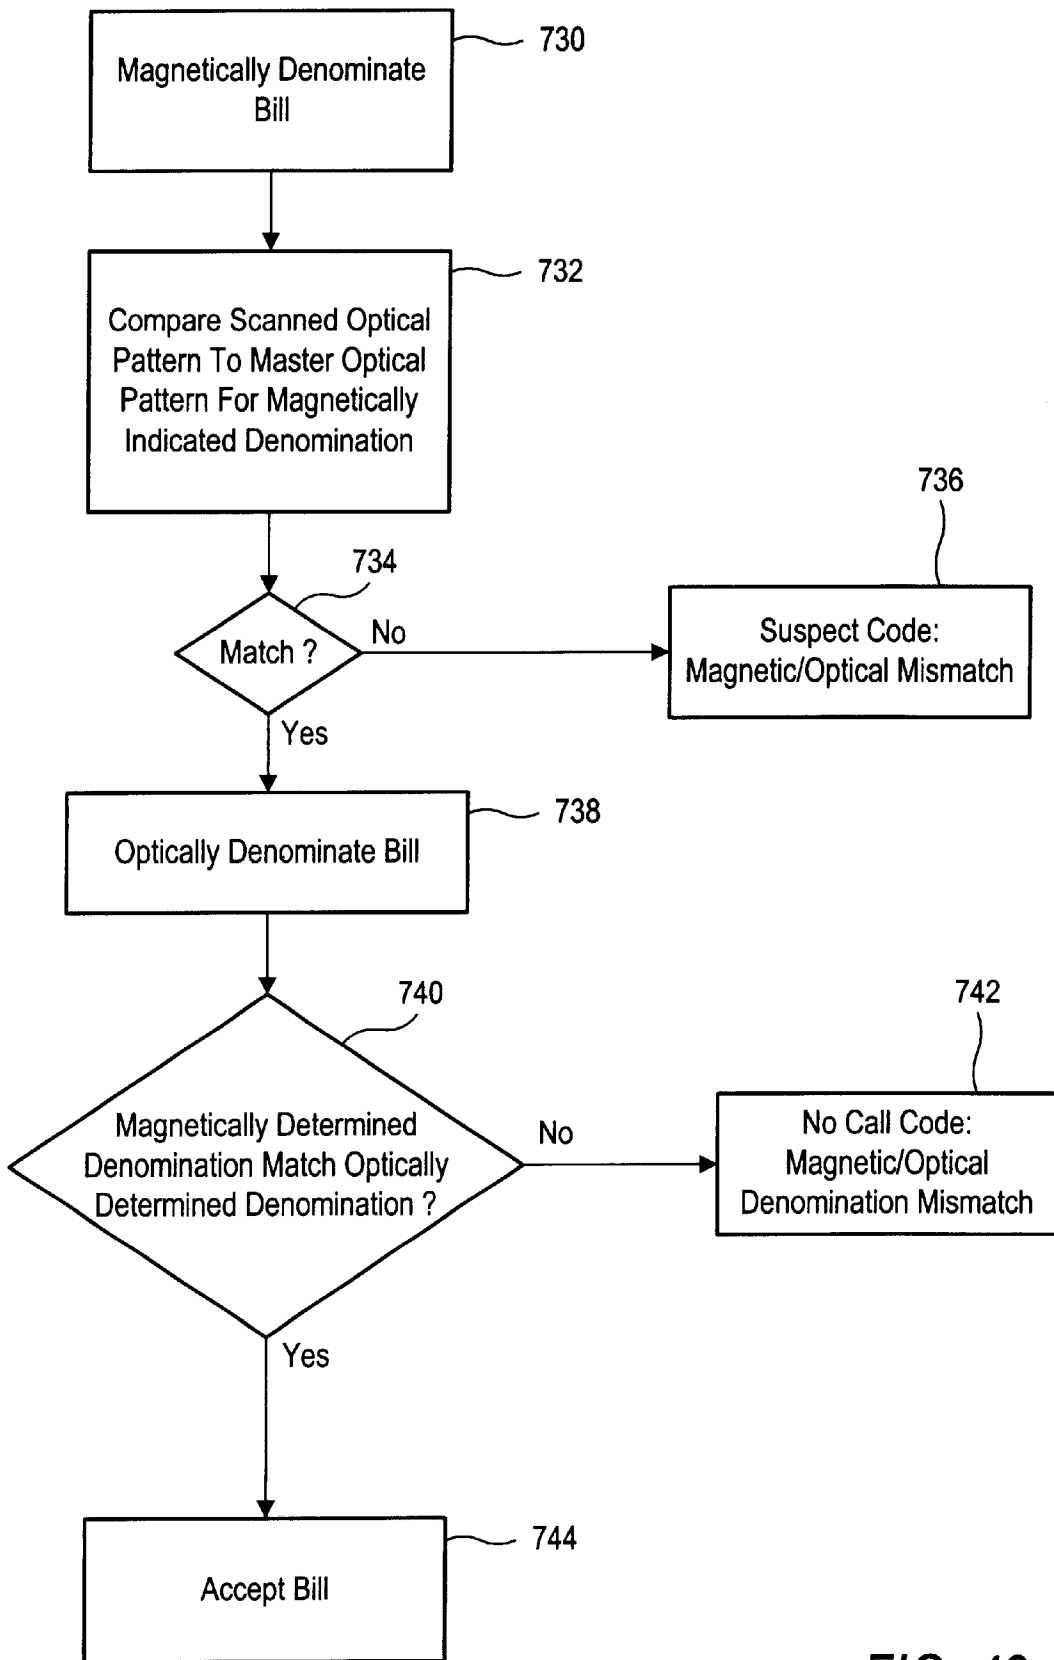 730
Magnetically Denominate
Bill
732
Compare Scanned Optical
Pattern To Master Optical
Pattern For Magnetically
Indicated Denomination
736
734
Match ?
No
Suspect Code:
Magnetic/Optical Mismatch
Yes
738
Optically Denominate Bill
740
742
Magnetically Determined
Denomination Match Optically
Determined Denomination ?
No
No Call Code:
Magnetic/Optical
Denomination Mismatch
Yes
744
Accept Bill